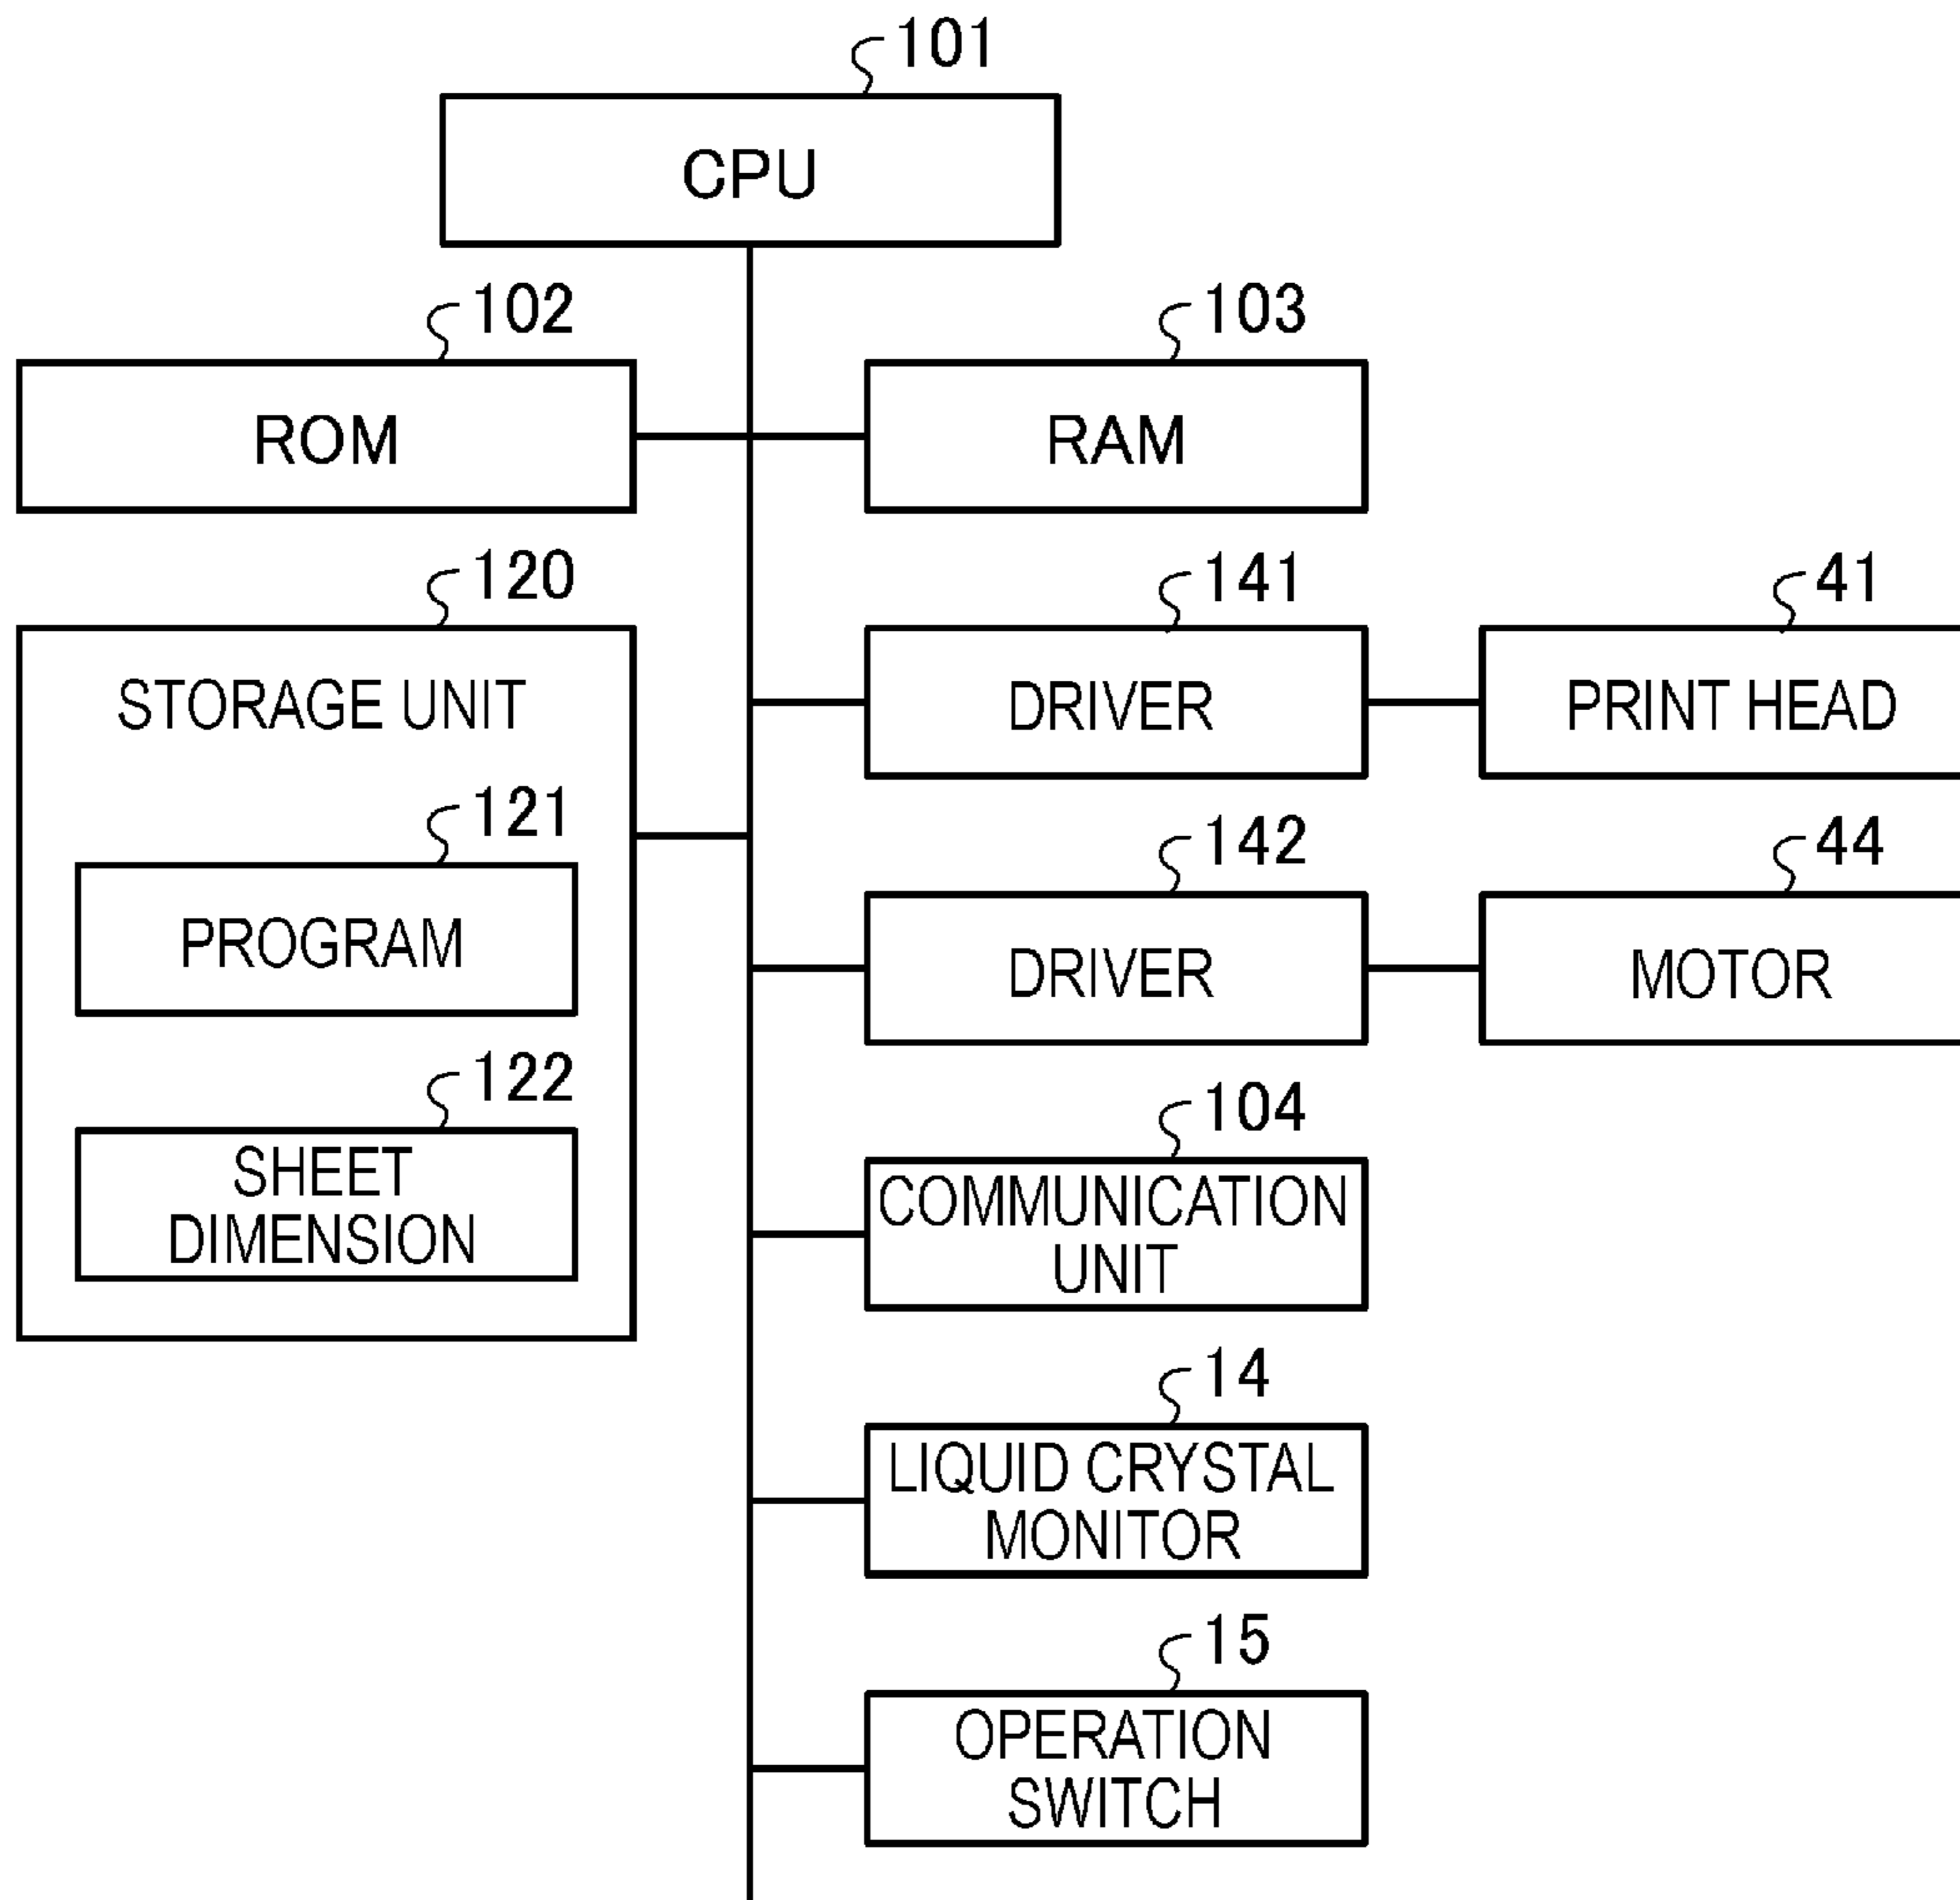 101
CPU
102
ROM
103
RAM
120
STORAGE UNIT
121
PROGRAM
122
SHEET
DIMENSION
141
DRIVER
41
PRINT HEAD
142
DRIVER
44
MOTOR
104
COMMUNICATION
UNIT
14
LIQUID CRYSTAL
MONITOR
15
OPERATION
SWITCH